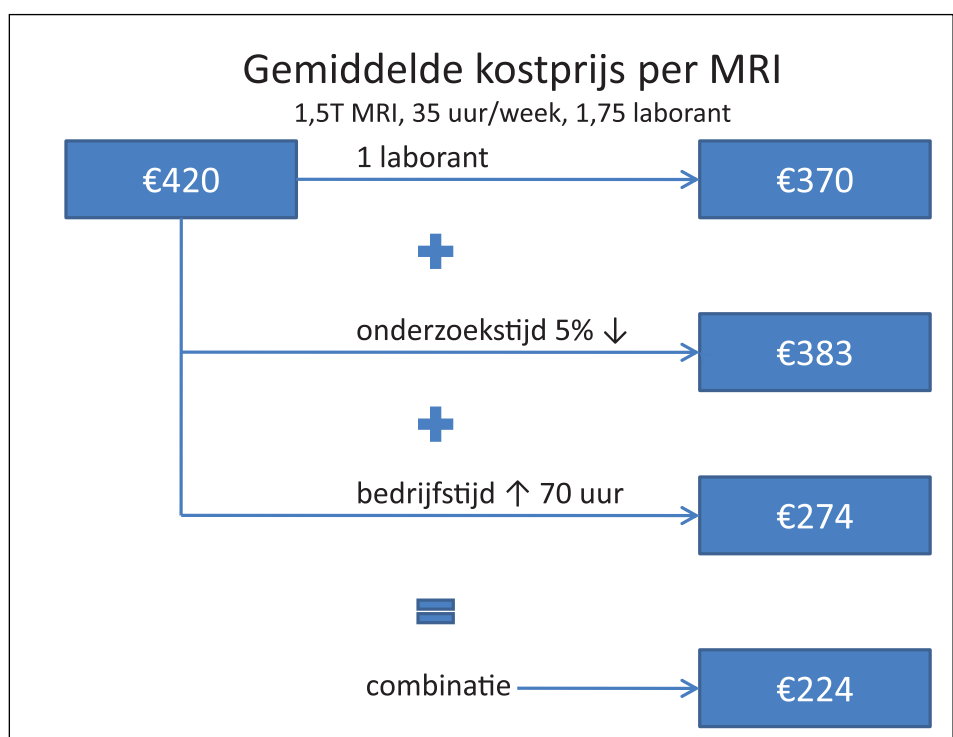 Gemiddelde kostprijs per MRI
1,5T MRI, 35 uur/week, 1,75 laborant
€420
1 laborant
€370
onderzoekstijd 5% ↓
€383
bedrijfstijd ↑ 70 uur
€274
combinatie
€224